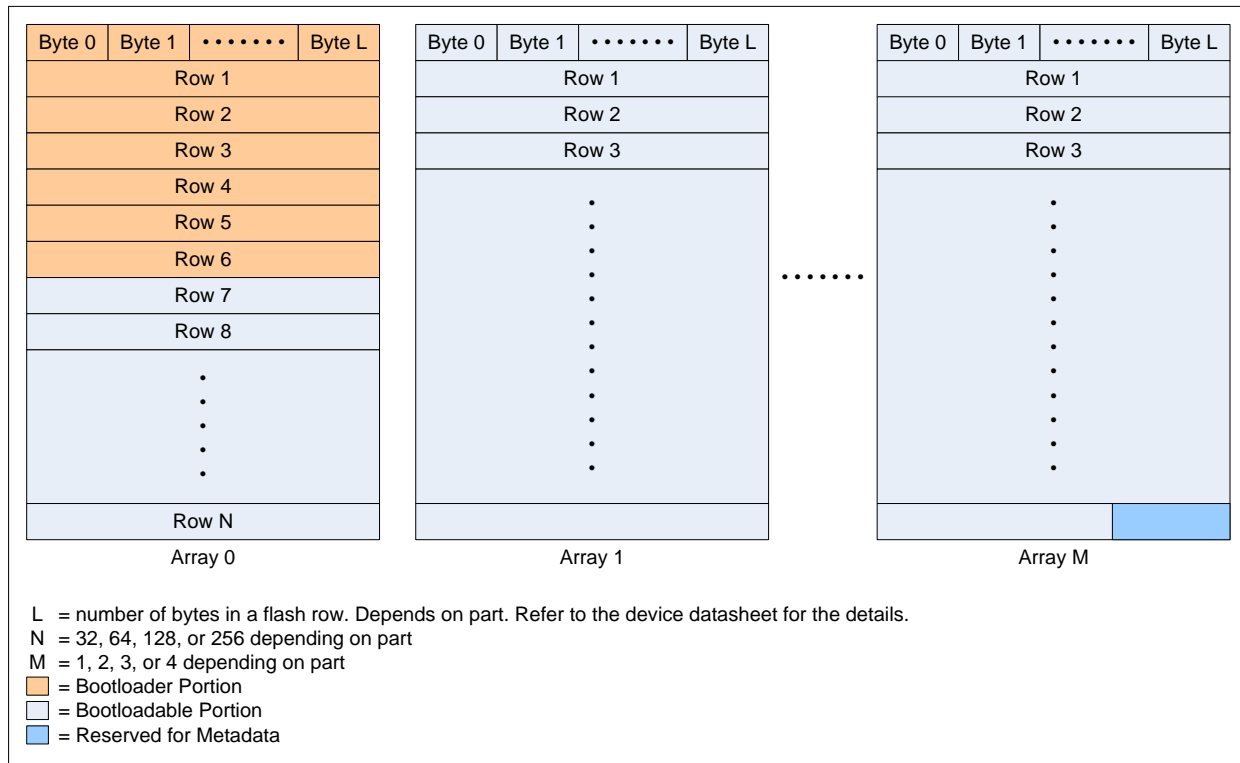 Byte 0 Byte 1 ••••••• Byte L
Row 1
Row 2
Row 3
Row 4
Row 5
Row 6
Row 7
Row 8
Row N
Array 0
Byte 0 Byte 1 ••••••• Byte L
Row 1
Row 2
Row 3
Array 1
•••••••
Byte 0 Byte 1 ••••••• Byte L
Row 1
Row 2
Row 3
Array M
L = number of bytes in a flash row. Depends on part. Refer to the device datasheet for the details.
N = 32, 64, 128, or 256 depending on part
M = 1, 2, 3, or 4 depending on part
= Bootloader Portion
= Bootloadable Portion
= Reserved for Metadada